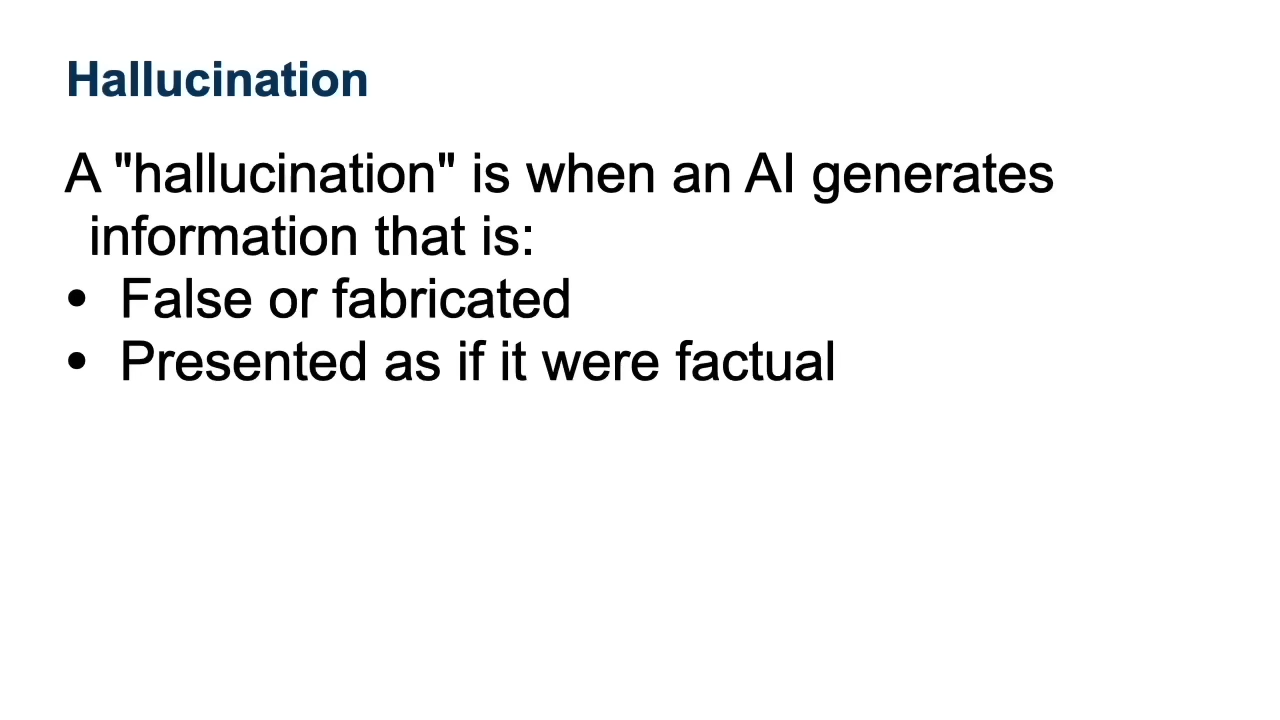 Hallucination
A "hallucination" is when an AI generates
information that is:
• False or fabricated
• Presented as if it were factual